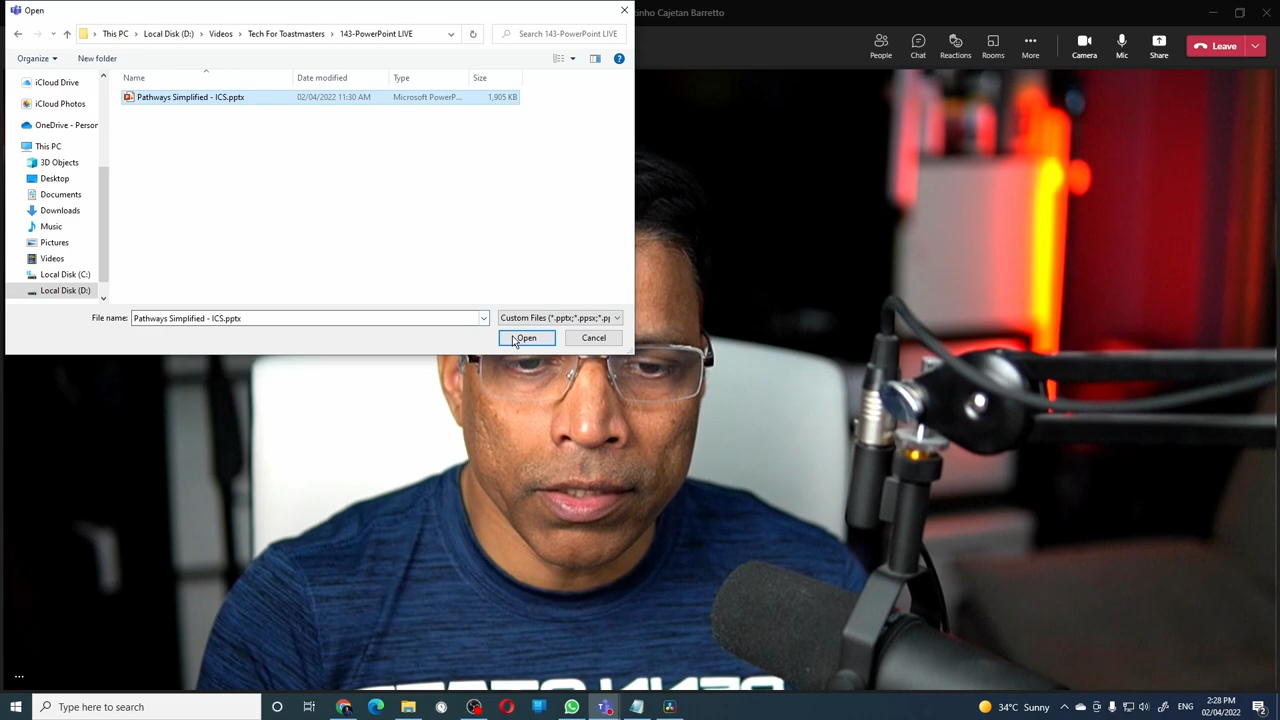 Open
This PC > Local Disk (D:) > Videos > Tech For Toastmasters > 143-PowerPoint LIVE
Search 143-PowerPoint LIVE
inho Cajetan Barretto
People
Chat
Reactions
Rooms
More
Camera
Mic
Share
Leave
Organize
New folder
Name
Date modified
Type
Size
Pathways Simplified - ICS.pptx
02/04/2022 11:30 AM
Microsoft PowerP...
1,905 KB
iCloud Drive
iCloud Photos
OneDrive - Person
This PC
3D Objects
Desktop
Documents
Downloads
Music
Pictures
Videos
Local Disk (C:)
Local Disk (D:)
File name:
Pathways Simplified - ICS.pptx
Custom Files (*.pptx;*.ppsx;*.p
Open
Cancel
...
Type here to search
34°C Sunny
ENG
2:28 PM
02/04/2022